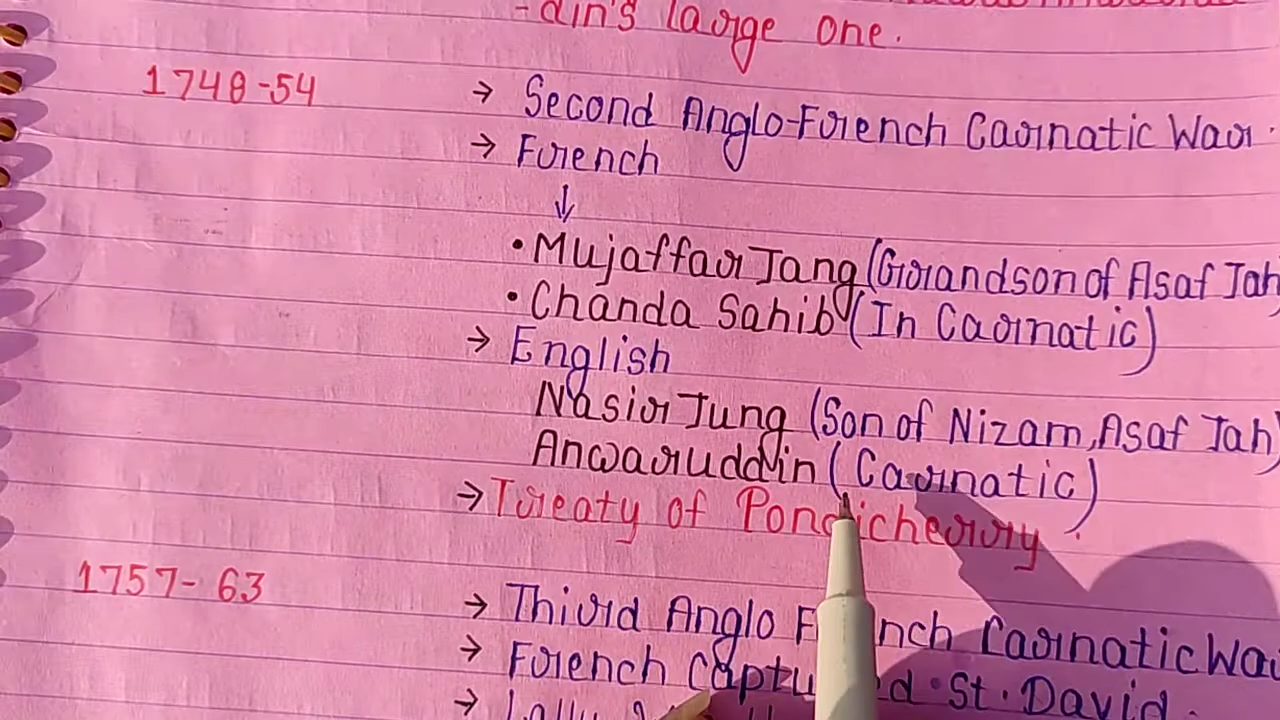 -din's large one.
1748-54 → Second Anglo-French Carnatic War.
→ French
↓
• Mujaffar Jang (Grandson of Asaf Jah)
• Chanda Sahib (In Carnatic)
→ English
Nasir Jung (Son of Nizam, Asaf Jah)
Anwaruddin (Carnatic)
→ Treaty of Pondicherry.
1757-63 → Third Anglo French Carnatic War
→ French Captured St. David.
→ Lally